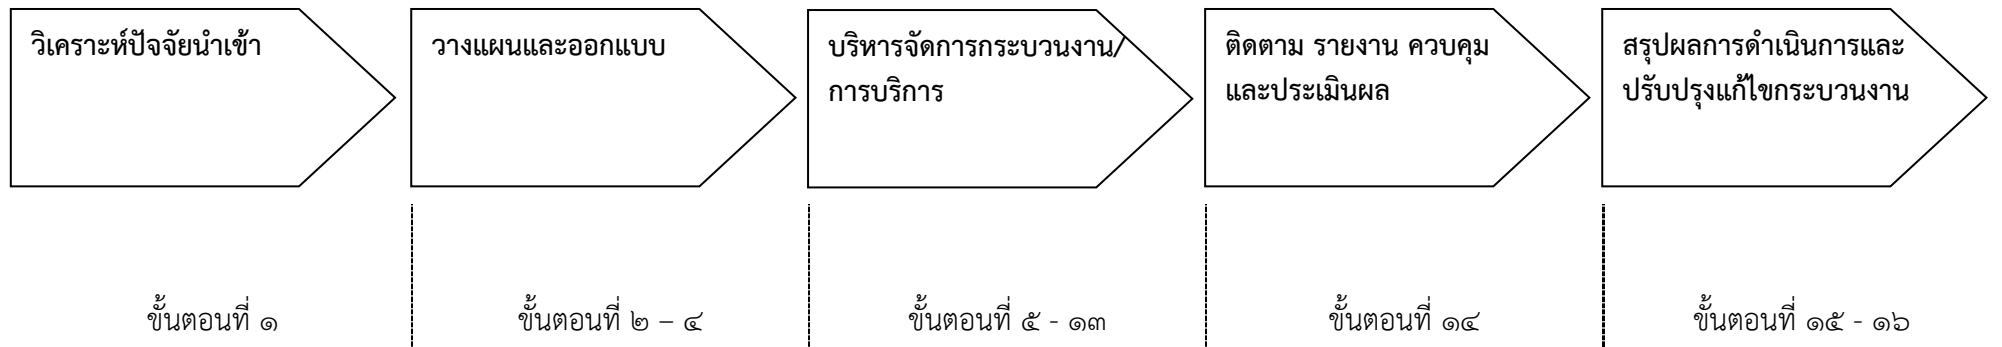 วิเคราะห์ปัจจัยนำเข้า
วางแผนและออกแบบ
บริหารจัดการกระบวนงาน/
การบริการ
ติดตาม รายงาน ควบคุม
และประเมินผล
สรุปผลการดำเนินการและ
ปรับปรุงแก้ไขกระบวนงาน
ขั้นตอนที่ ๑
ขั้นตอนที่ ๒ – ๔
ขั้นตอนที่ ๕ - ๑๓
ขั้นตอนที่ ๑๔
ขั้นตอนที่ ๑๕ - ๑๖